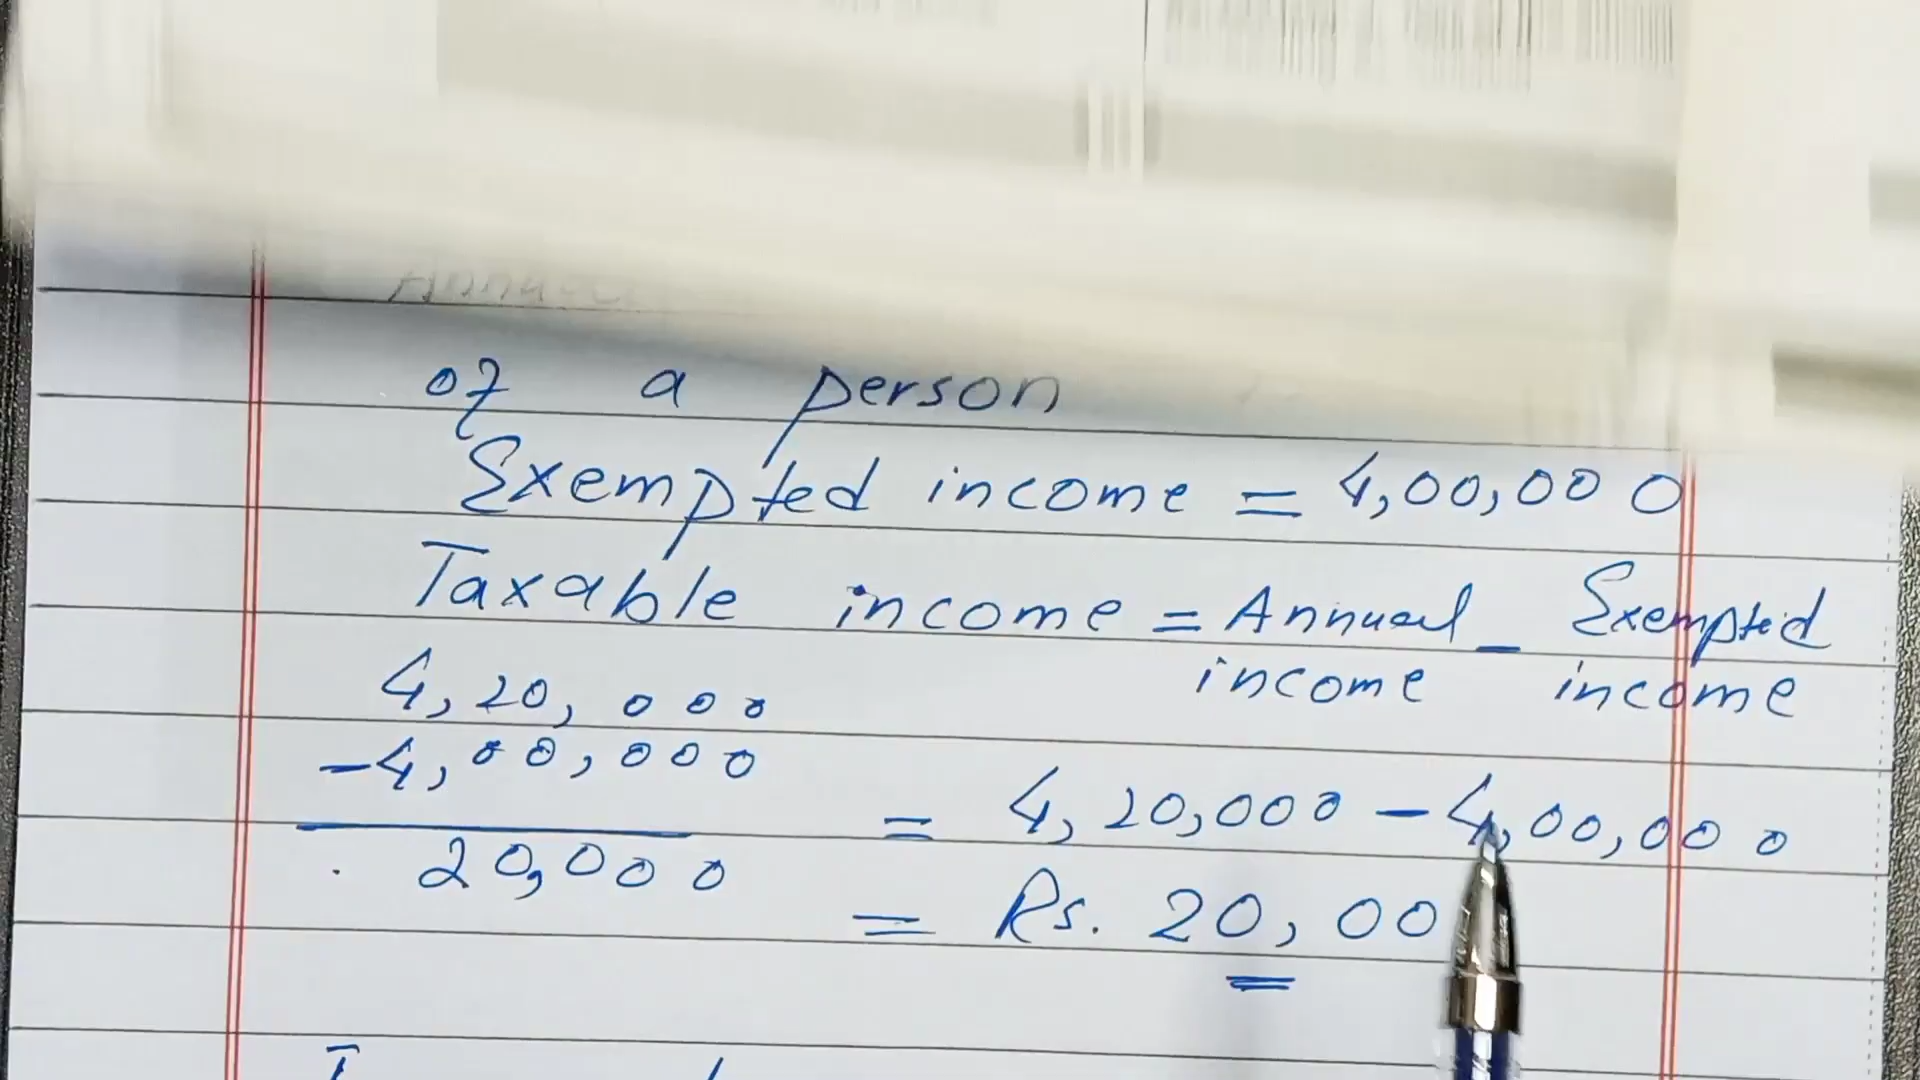 of a person
Exempted income = 4,00,000
Taxable income = Annual - Exempted
income income
4,20,000
-4,00,000
= 4,20,000 - 4,00,000
20,000
= Rs. 20,00